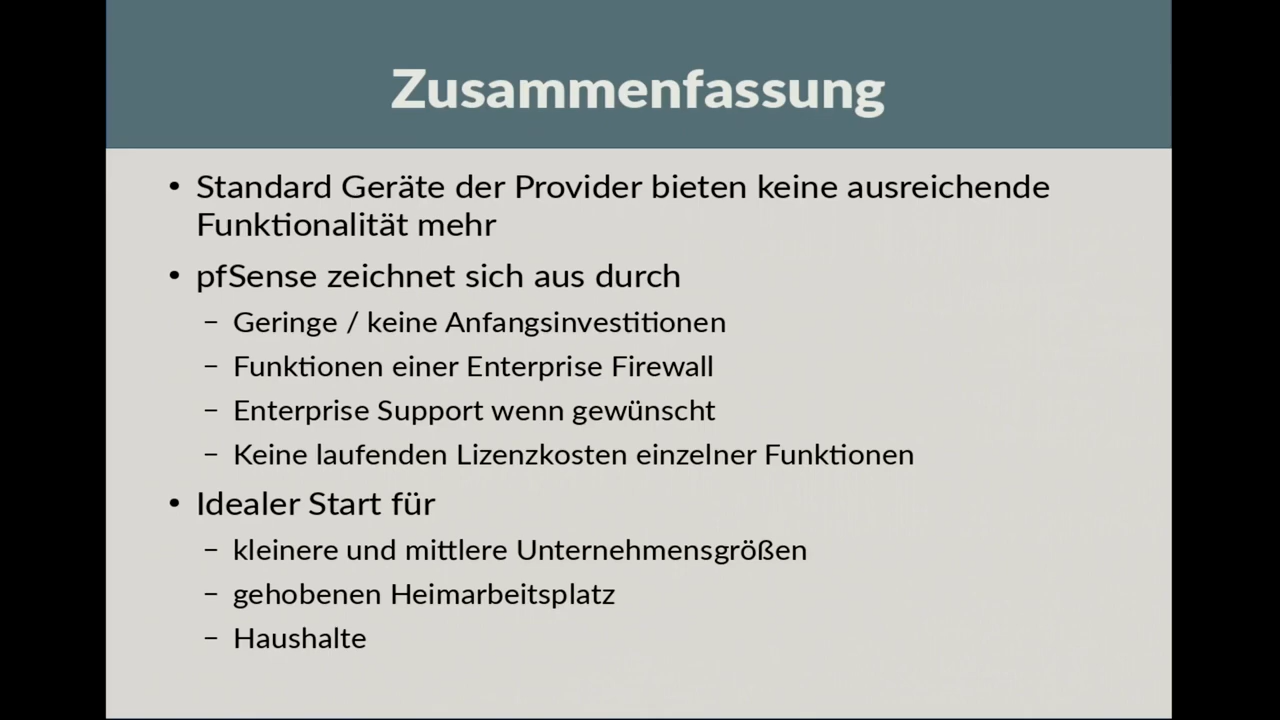 Zusammenfassung
• Standard Geräte der Provider bieten keine ausreichende
Funktionalität mehr
• pfSense zeichnet sich aus durch
– Geringe / keine Anfangsinvestitionen
– Funktionen einer Enterprise Firewall
– Enterprise Support wenn gewünscht
– Keine laufenden Lizenzkosten einzelner Funktionen
• Idealer Start für
– kleinere und mittlere Unternehmensgrößen
– gehobenen Heimarbeitsplatz
– Haushalte